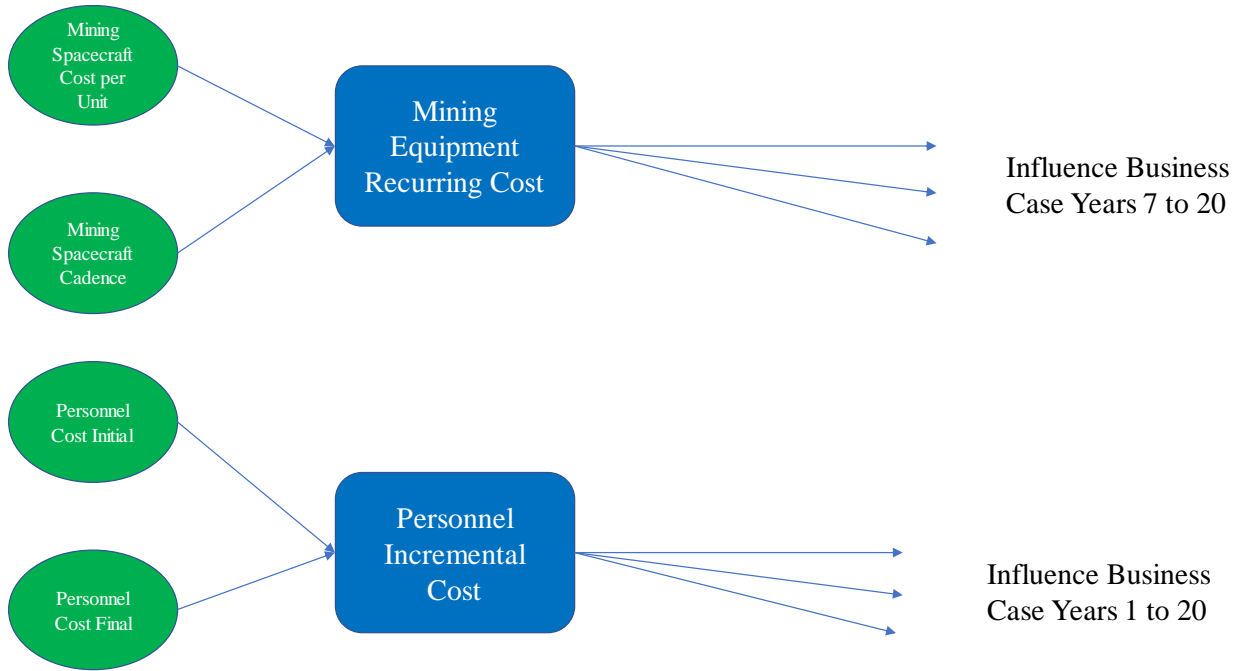 Mining
Spacecraft
Cost per
Unit
Mining
Equipment
Recurring Cost
Influence Business
Case Years 7 to 20
Mining
Spacecraft
Cadence
Personnel
Cost Initial
Personnel
Incremental
Cost
Influence Business
Case Years 1 to 20
Personnel
Cost Final